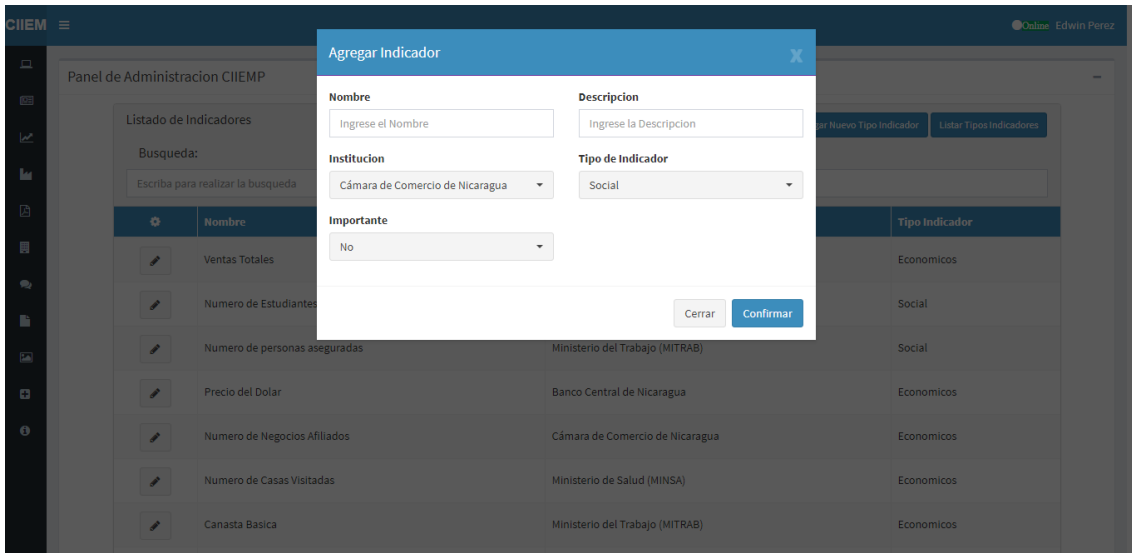 CIIEM
Online Edwin Perez
Agregar Indicador
X
Panel de Administracion CIIEMP
Nombre
Descripcion
Ingrese el Nombre
Ingrese la Descripcion
Listado de Indicadores
gar Nuevo Tipo Indicador
Listar Tipos Indicadores
Busqueda:
Institucion
Tipo de Indicador
Escriba para realizar la busqueda
Cámara de Comercio de Nicaragua
Social
Importante
No
Nombre
Tipo Indicador
Ventas Totales
Economicos
Numero de Estudiantes
Social
Cerrar
Confirmar
Numero de personas aseguradas
Ministerio del Trabajo (MITRAB)
Social
Precio del Dolar
Banco Central de Nicaragua
Economicos
Numero de Negocios Afiliados
Cámara de Comercio de Nicaragua
Economicos
Numero de Casas Visitadas
Ministerio de Salud (MINSA)
Economicos
Canasta Basica
Ministerio del Trabajo (MITRAB)
Economicos